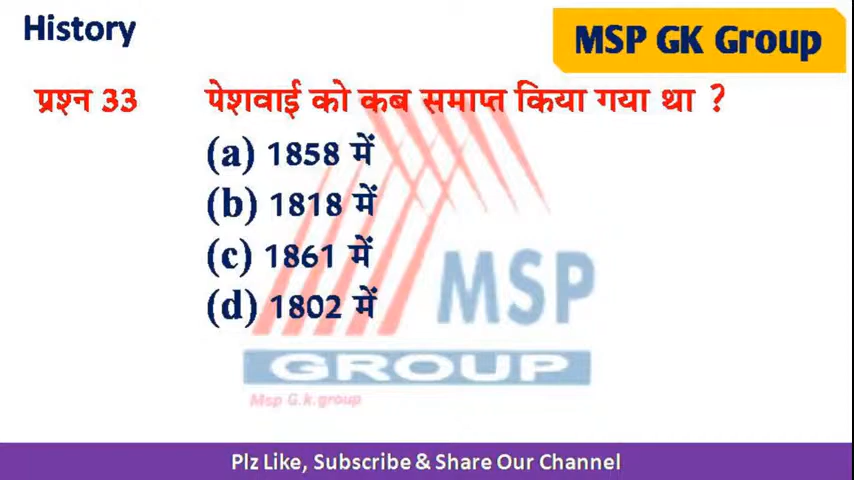 History
MSP GK Group
प्रश्न 33 पेशवाई को कब समाप्त किया गया था ?
(a) 1858 में
(b) 1818 में
(c) 1861 में
(d) 1802 में
MSP
GROUP
Msp G.k.group
Plz Like, Subscribe & Share Our Channel